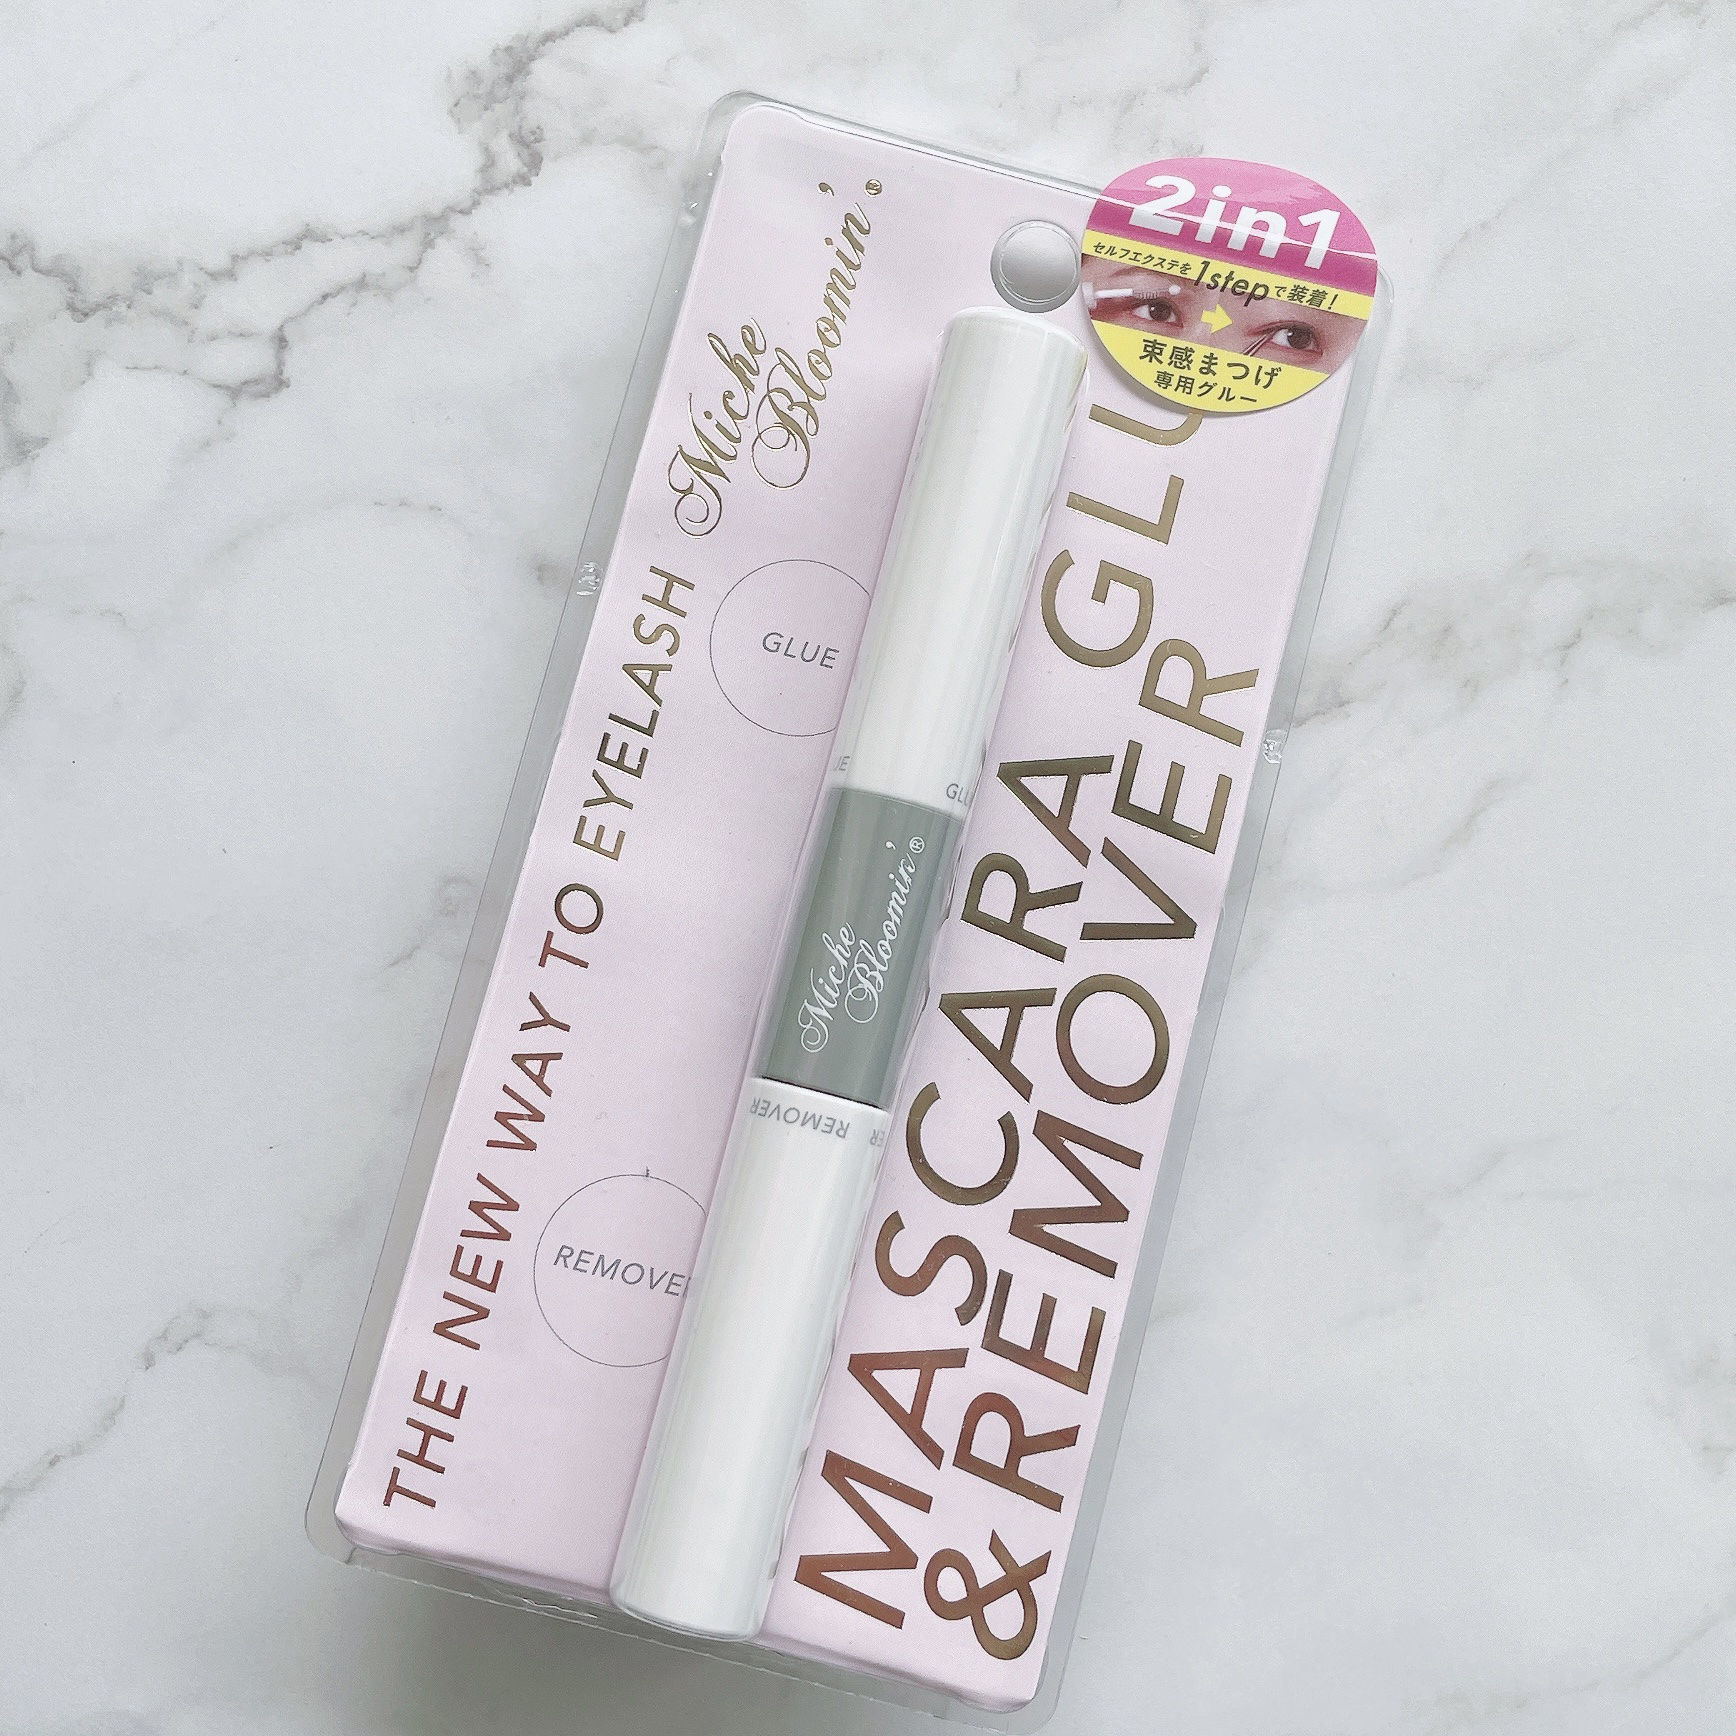 2in1
セルフエクステを1stepで装着!
束感まつげ
専用グルー
Miche
Bloomin'®
THE NEW WAY TO EYELASH
GLUE
REMOVER
Miche
Bloomin'®
REMOVER
MASCARA GLU
& REMOVER